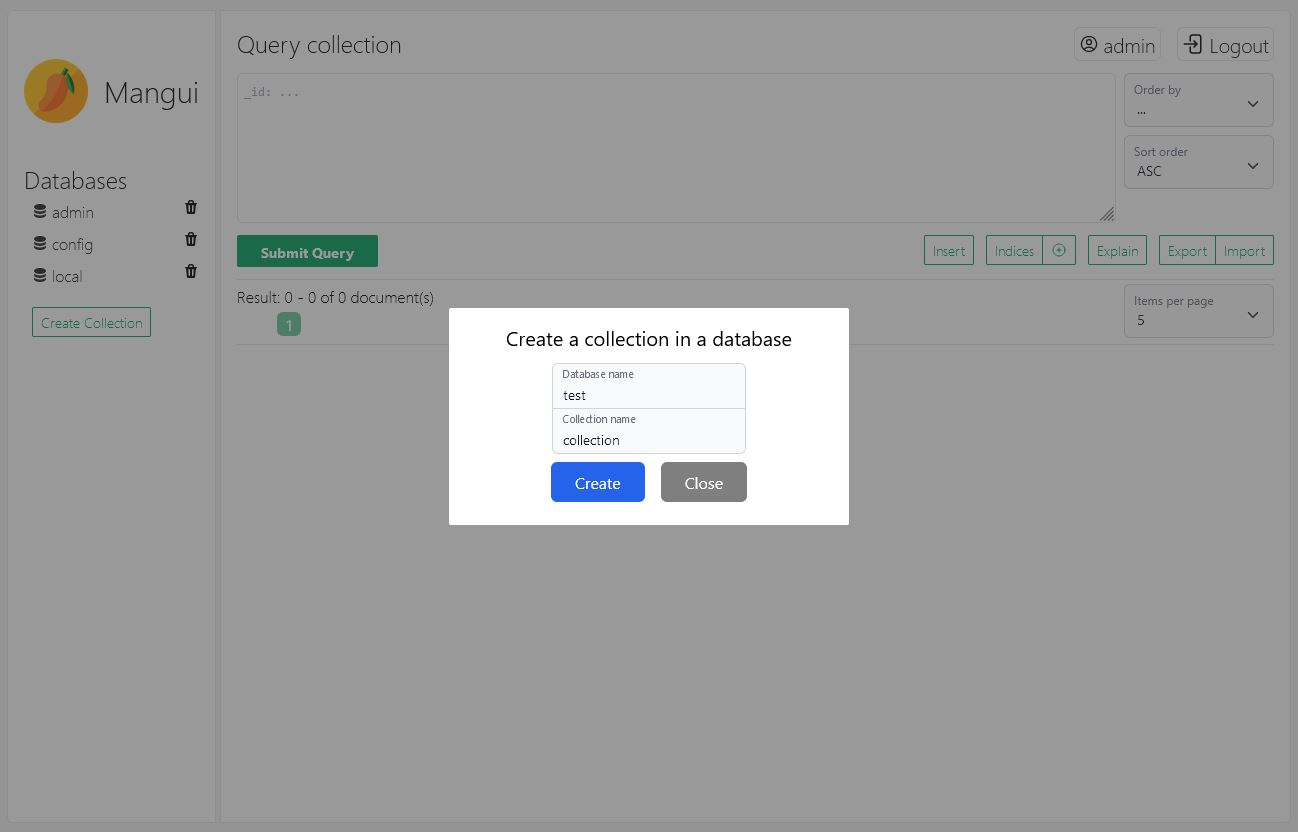 Mangui
Databases
admin
config
local
Create Collection
Query collection
admin
Logout
_id: ...
Order by
...
Sort order
ASC
Submit Query
Insert
Indices
Explain
Export
Import
Result: 0 - 0 of 0 document(s)
1
Items per page
5
Create a collection in a database
Database name
test
Collection name
collection
Create
Close